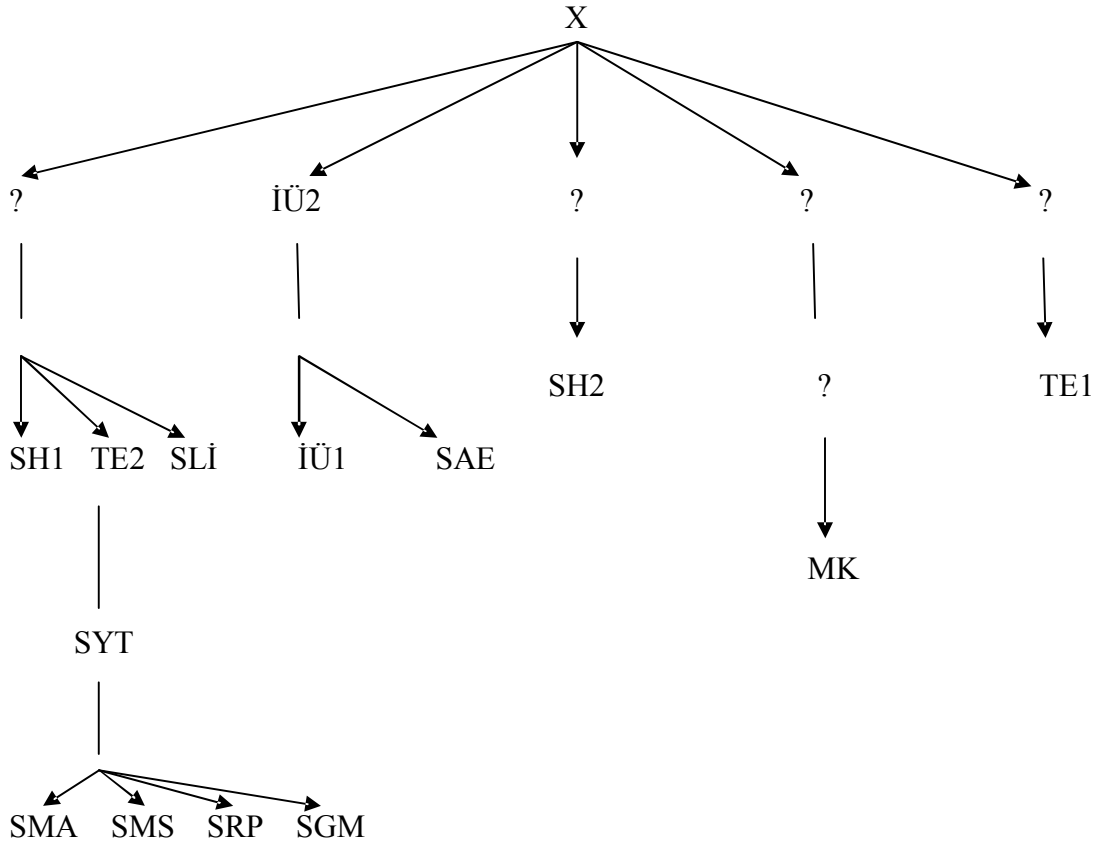 X
? İÜ2 ? ? ?
SH2 ? TE1
SH1 TE2 SLİ İÜ1 SAE
MK
SYT
SMA SMS SRP SGM